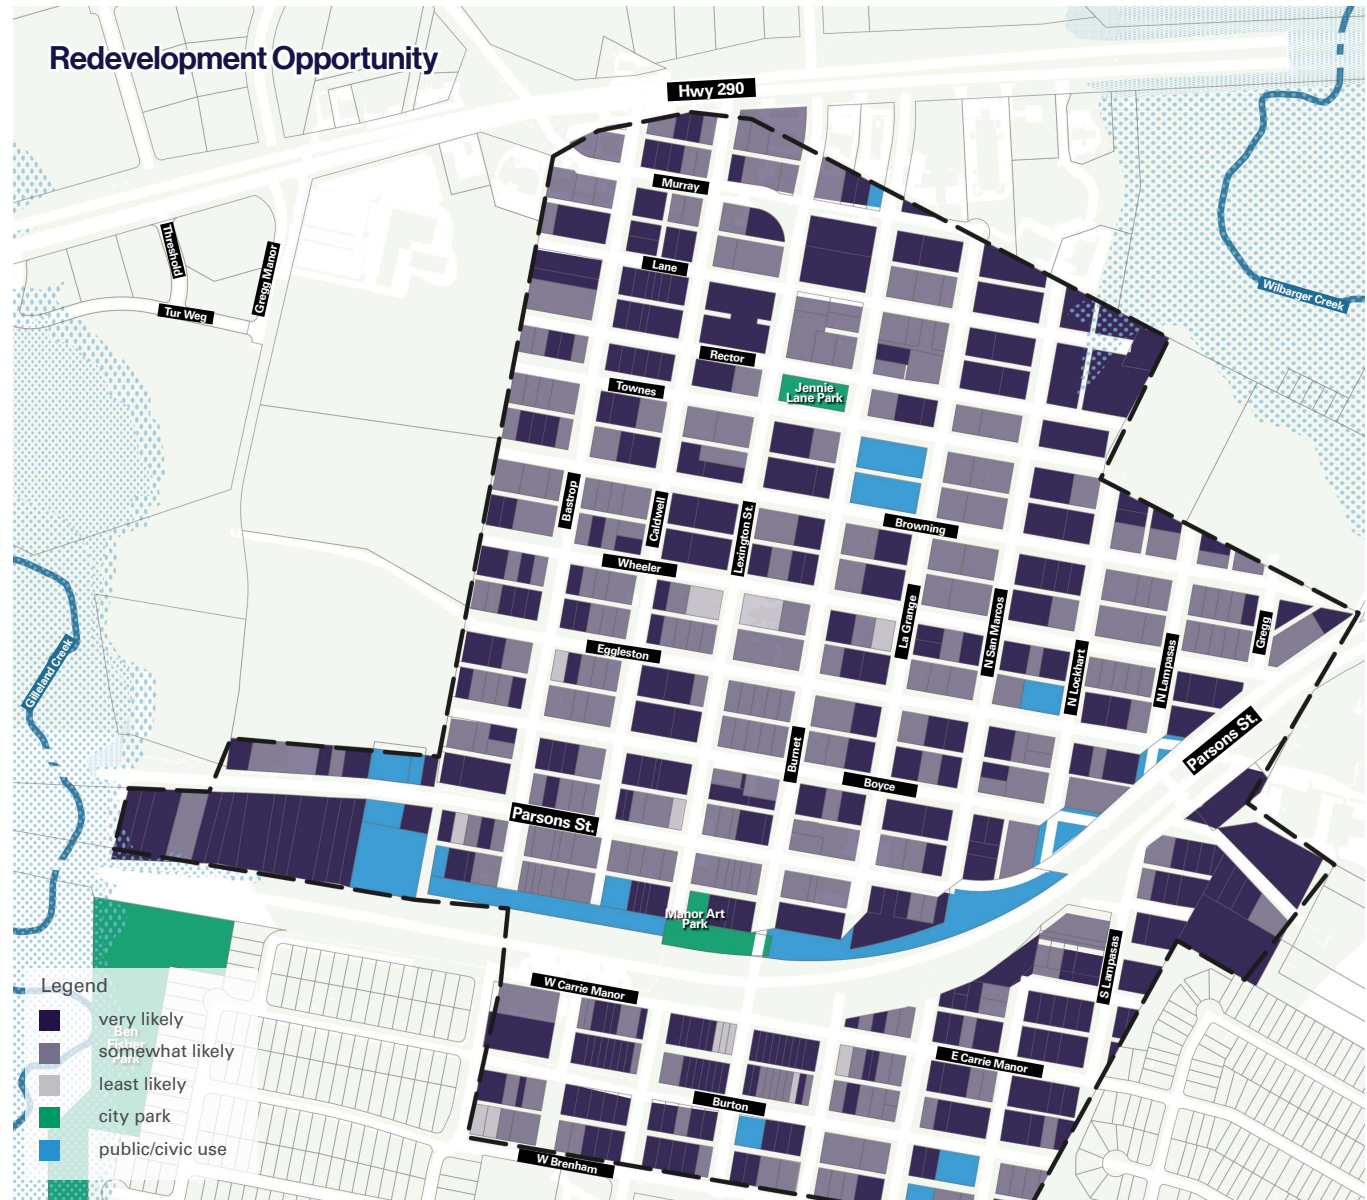 Redevelopment Opportunity
Hwy 290
Murray
Threshold
Gregg Manor
Lane
Wilbarger Creek
Tur Weg
Rector
Townes
Jennie
Lane Park
Bastrop
Caldwell
Lexington St.
Browning
Wheeler
La Grange
N San Marcos
Gregg
Eggleston
N Lockhart
N Lampasas
Gilleland Creek
Parsons St.
Burnet
Boyce
Parsons St.
Manor Art
Park
S Lampasas
W Carrie Manor
E Carrie Manor
Burton
W Brenham
Legend
very likely
Ben
Fisher
Park
somewhat likely
least likely
city park
public/civic use